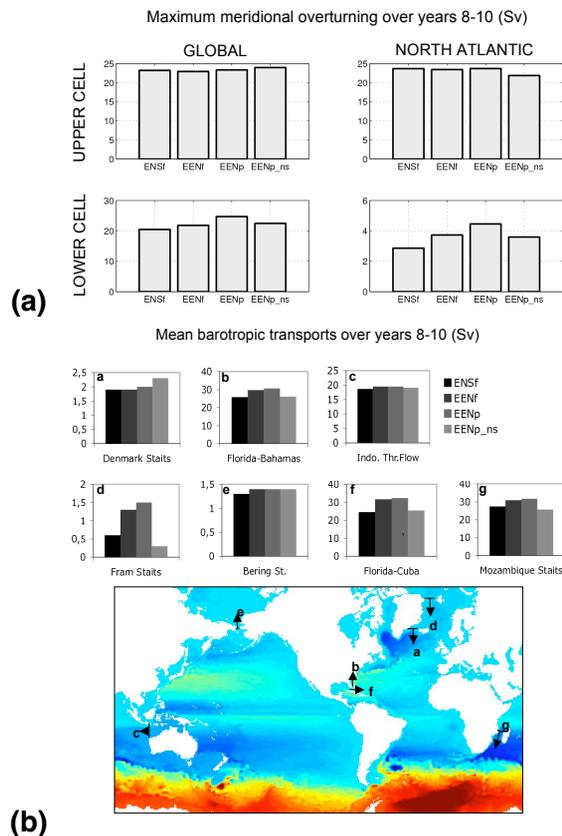 Maximum meridional overturning over years 8-10 (Sv)
GLOBAL
NORTH ATLANTIC
UPPER CELL
25
20
15
10
5
0
ENSf EENf EENp EENp_ns
25
20
15
10
5
0
ENSf EENf EENp EENp_ns
LOWER CELL
30
20
10
0
ENSf EENf EENp EENp_ns
6
4
2
0
ENSf EENf EENp EENp_ns
(a)
Mean barotropic transports over years 8-10 (Sv)
a
2,5
2
1,5
1
0,5
0
Denmark Staits
b
40
30
20
10
0
Florida-Bahamas
c
25
20
15
10
5
0
Indo. Thr.Flow
ENSf
EENf
EENp
EENp_ns
d
2
1,5
1
0,5
0
Fram Staits
e
1,5
1
0,5
0
Bering St.
f
40
30
20
10
0
Florida-Cuba
g
40
30
20
10
0
Mozambique Staits
e
d
a
b
f
c
g
(b)